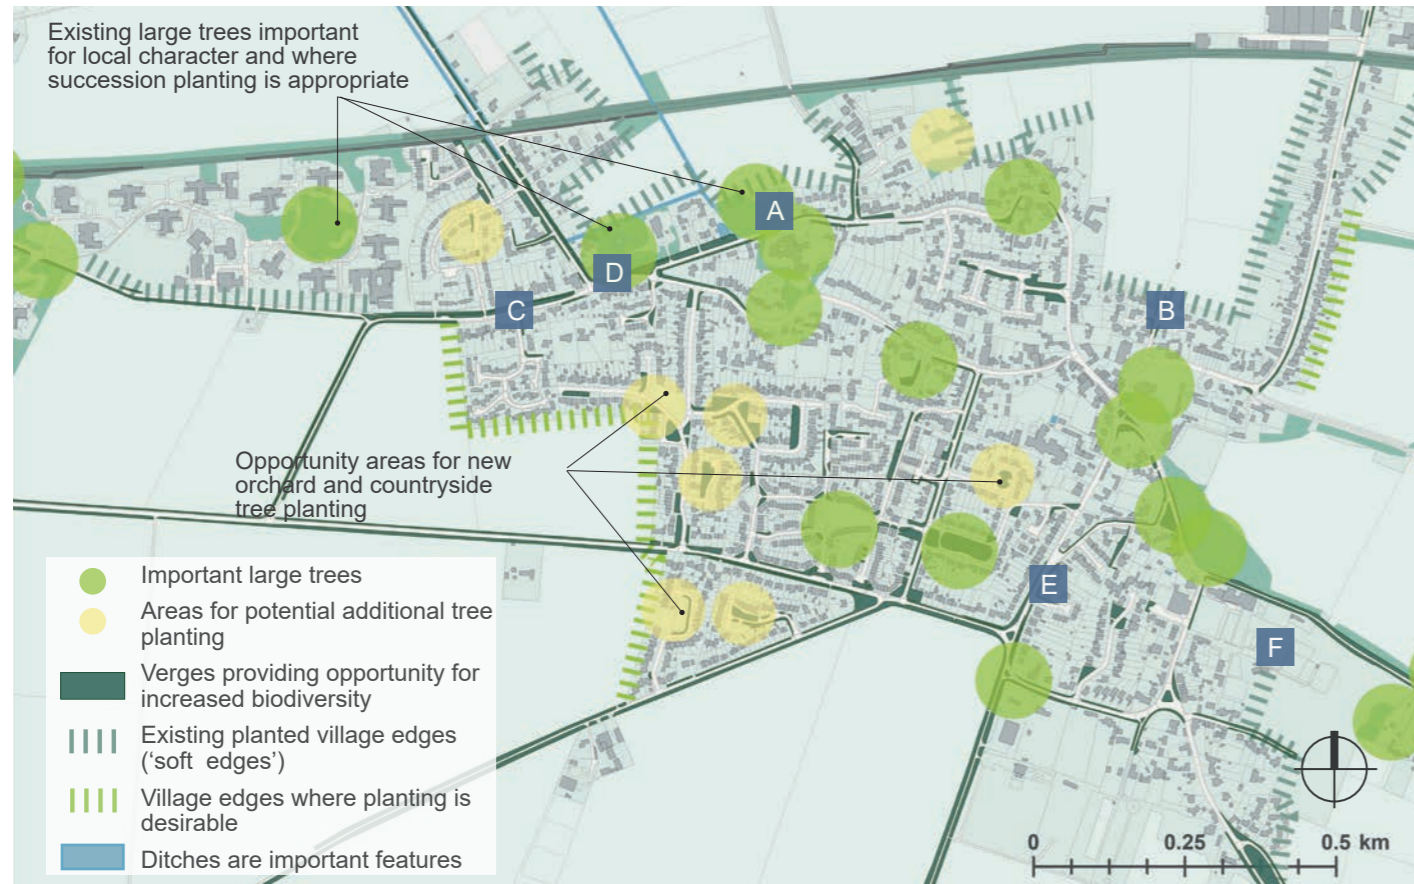 Existing large trees important
for local character and where
succession planting is appropriate
A
B
D
C
Opportunity areas for new
orchard and countryside
tree planting
E
F
Important large trees
Areas for potential additional tree
planting
Verges providing opportunity for
increased biodiversity
Existing planted village edges
(‘soft edges’)
Village edges where planting is
desirable
Ditches are important features
0 0.25 0.5 km